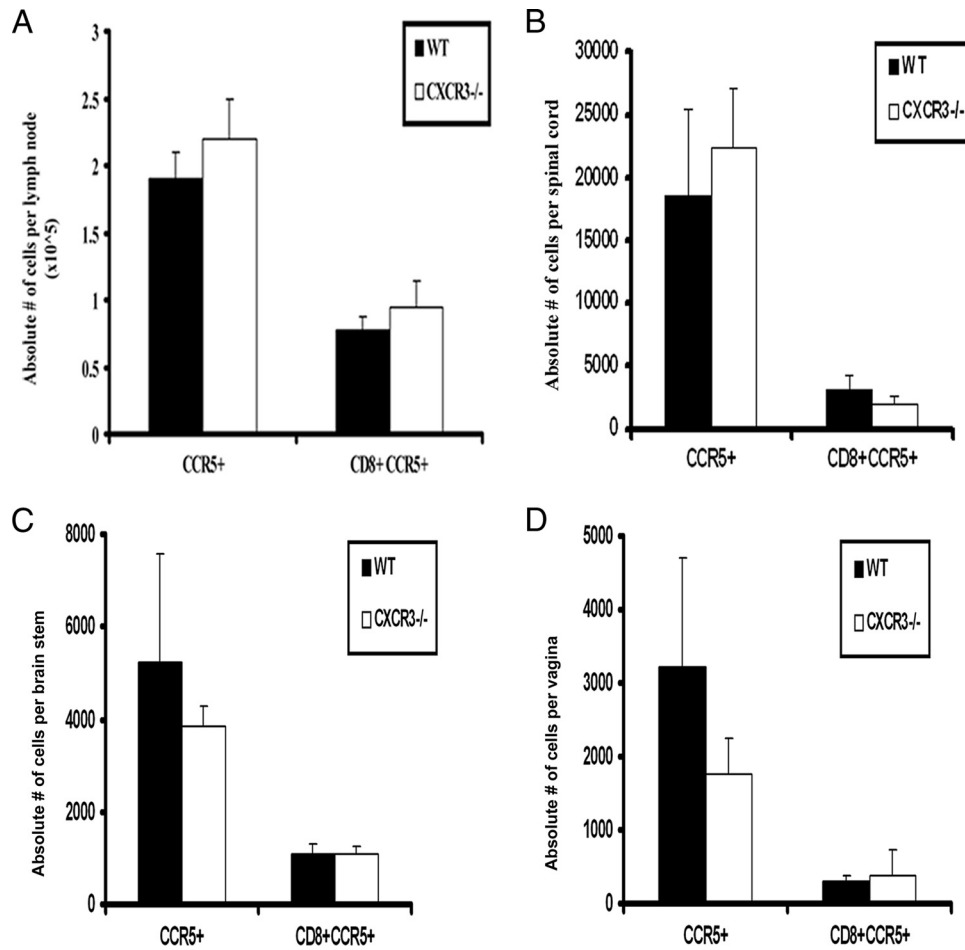 A
Absolute # of cells per lymph node
(x10^5)
3
2.5
2
1.5
1
0.5
0
WT
CXCR3-/-
CCR5+
CD8+CCR5+
B
Absolute # of cells per spinal cord
30000
25000
20000
15000
10000
5000
0
WT
CXCR3-/-
CCR5+
CD8+CCR5+
C
Absolute # of cells per brain stem
8000
6000
4000
2000
0
WT
CXCR3-/-
CCR5+
CD8+CCR5+
D
Absolute # of cells per vagina
5000
4000
3000
2000
1000
0
WT
CXCR3-/-
CCR5+
CD8+CCR5+